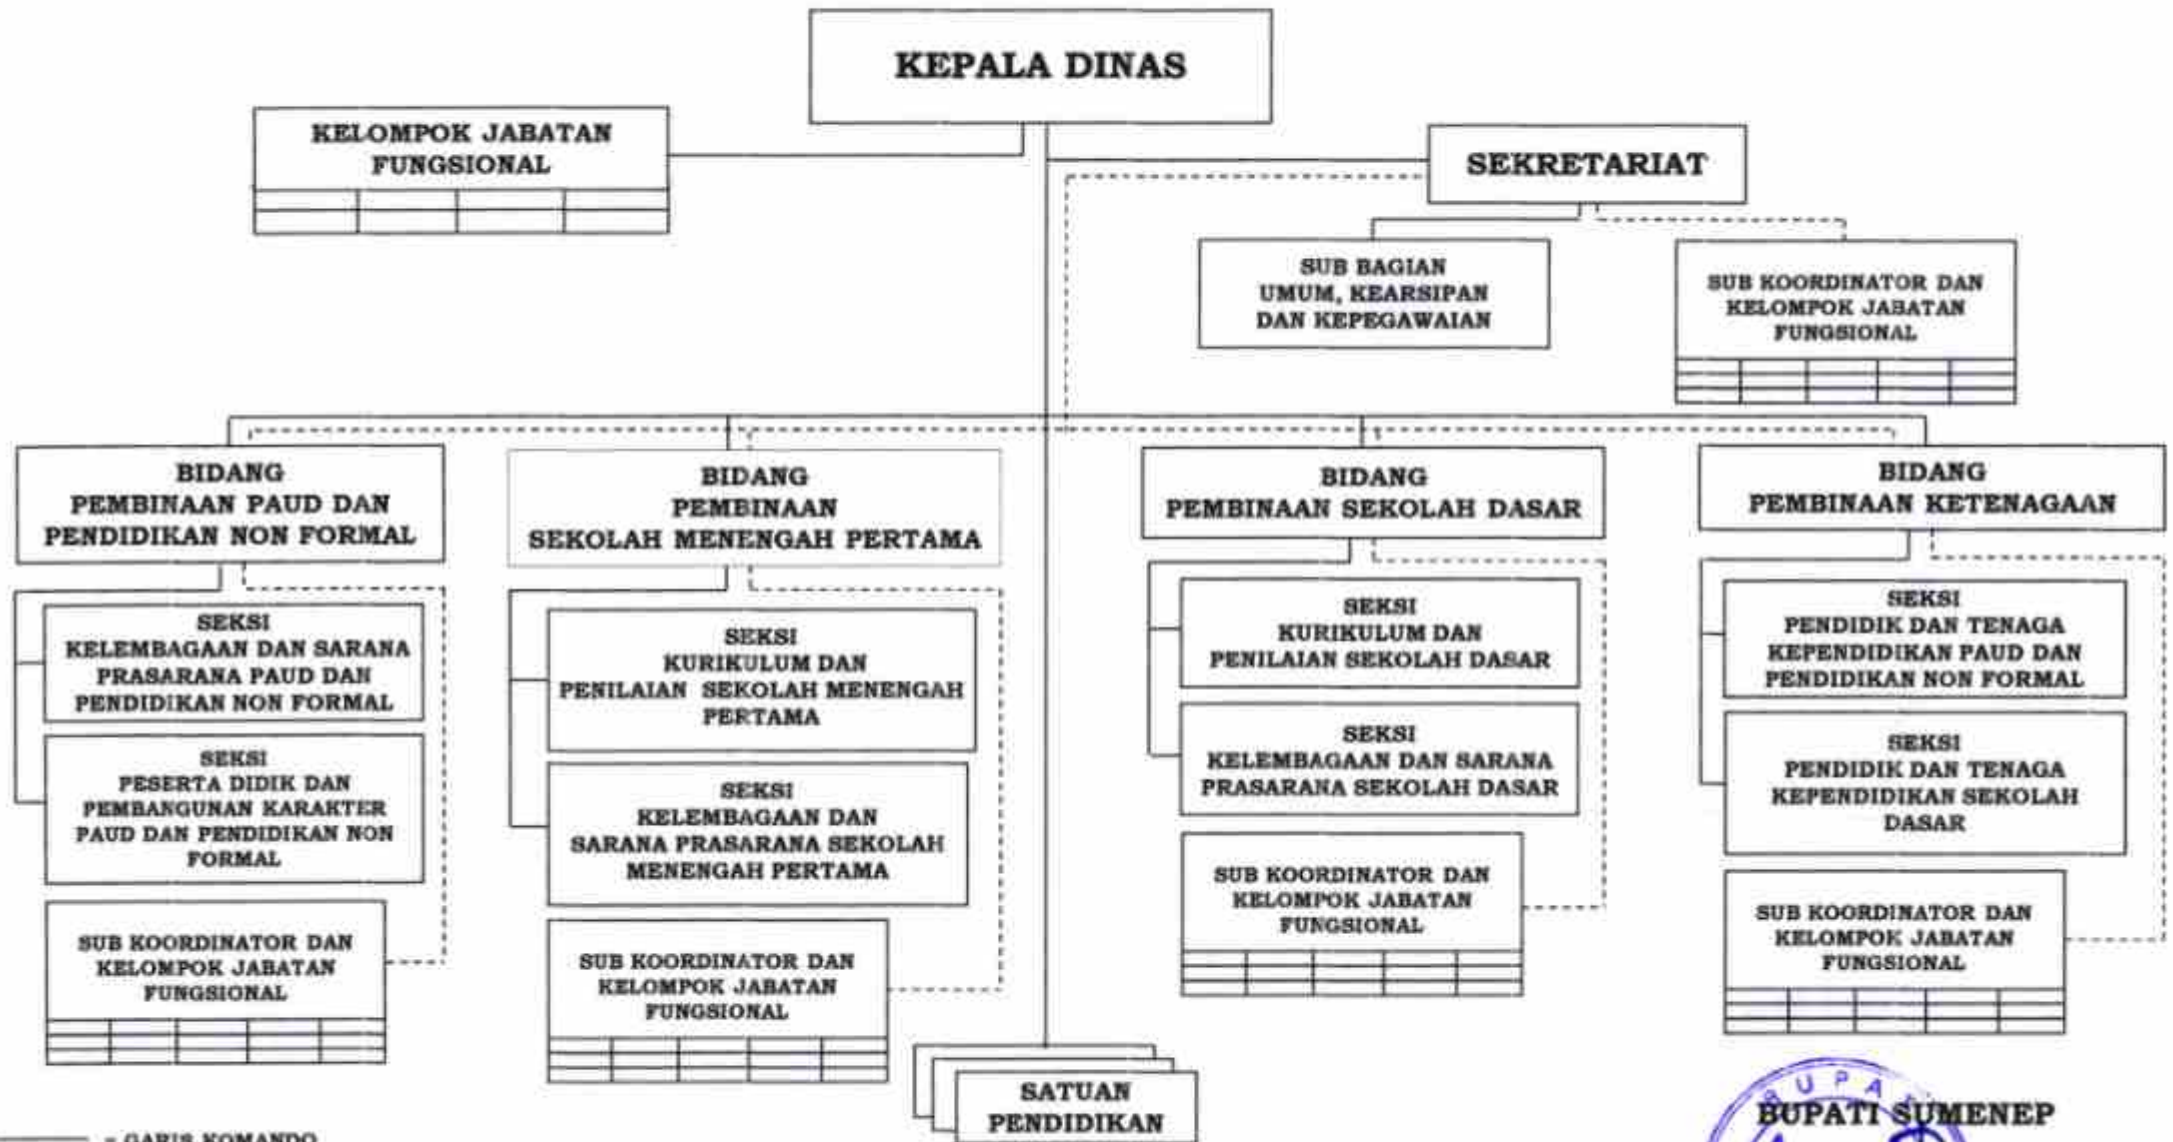 KEPALA DINAS
KELOMPOK JABATAN
FUNGSIONAL
SEKRETARIAT
SUB BAGIAN
UMUM, KEARSIPAN
DAN KEPEGAWAIAN
SUB KOORDINATOR DAN
KELOMPOK JABATAN
FUNGSIONAL
BIDANG
PEMBINAAN PAUD DAN
PENDIDIKAN NON FORMAL
SEKSI
KELEMBAGAAN DAN SARANA
PRASARANA PAUD DAN
PENDIDIKAN NON FORMAL
SEKSI
PESERTA DIDIK DAN
PEMBANGUNAN KARAKTER
PAUD DAN PENDIDIKAN NON
FORMAL
SUB KOORDINATOR DAN
KELOMPOK JABATAN
FUNGSIONAL
BIDANG
PEMBINAAN
SEKOLAH MENENGAH PERTAMA
SEKSI
KURIKULUM DAN
PENILAIAN SEKOLAH MENENGAH
PERTAMA
SEKSI
KELEMBAGAAN DAN
SARANA PRASARANA SEKOLAH
MENENGAH PERTAMA
SUB KOORDINATOR DAN
KELOMPOK JABATAN
FUNGSIONAL
BIDANG
PEMBINAAN SEKOLAH DASAR
SEKSI
KURIKULUM DAN
PENILAIAN SEKOLAH DASAR
SEKSI
KELEMBAGAAN DAN SARANA
PRASARANA SEKOLAH DASAR
SUB KOORDINATOR DAN
KELOMPOK JABATAN
FUNGSIONAL
BIDANG
PEMBINAAN KETENAGAAN
SEKSI
PENDIDIK DAN TENAGA
KEPENDIDIKAN PAUD DAN
PENDIDIKAN NON FORMAL
SEKSI
PENDIDIK DAN TENAGA
KEPENDIDIKAN SEKOLAH
DASAR
SUB KOORDINATOR DAN
KELOMPOK JABATAN
FUNGSIONAL
SATUAN
PENDIDIKAN
= GARIS KOMANDO
BUPATI SUMENEP